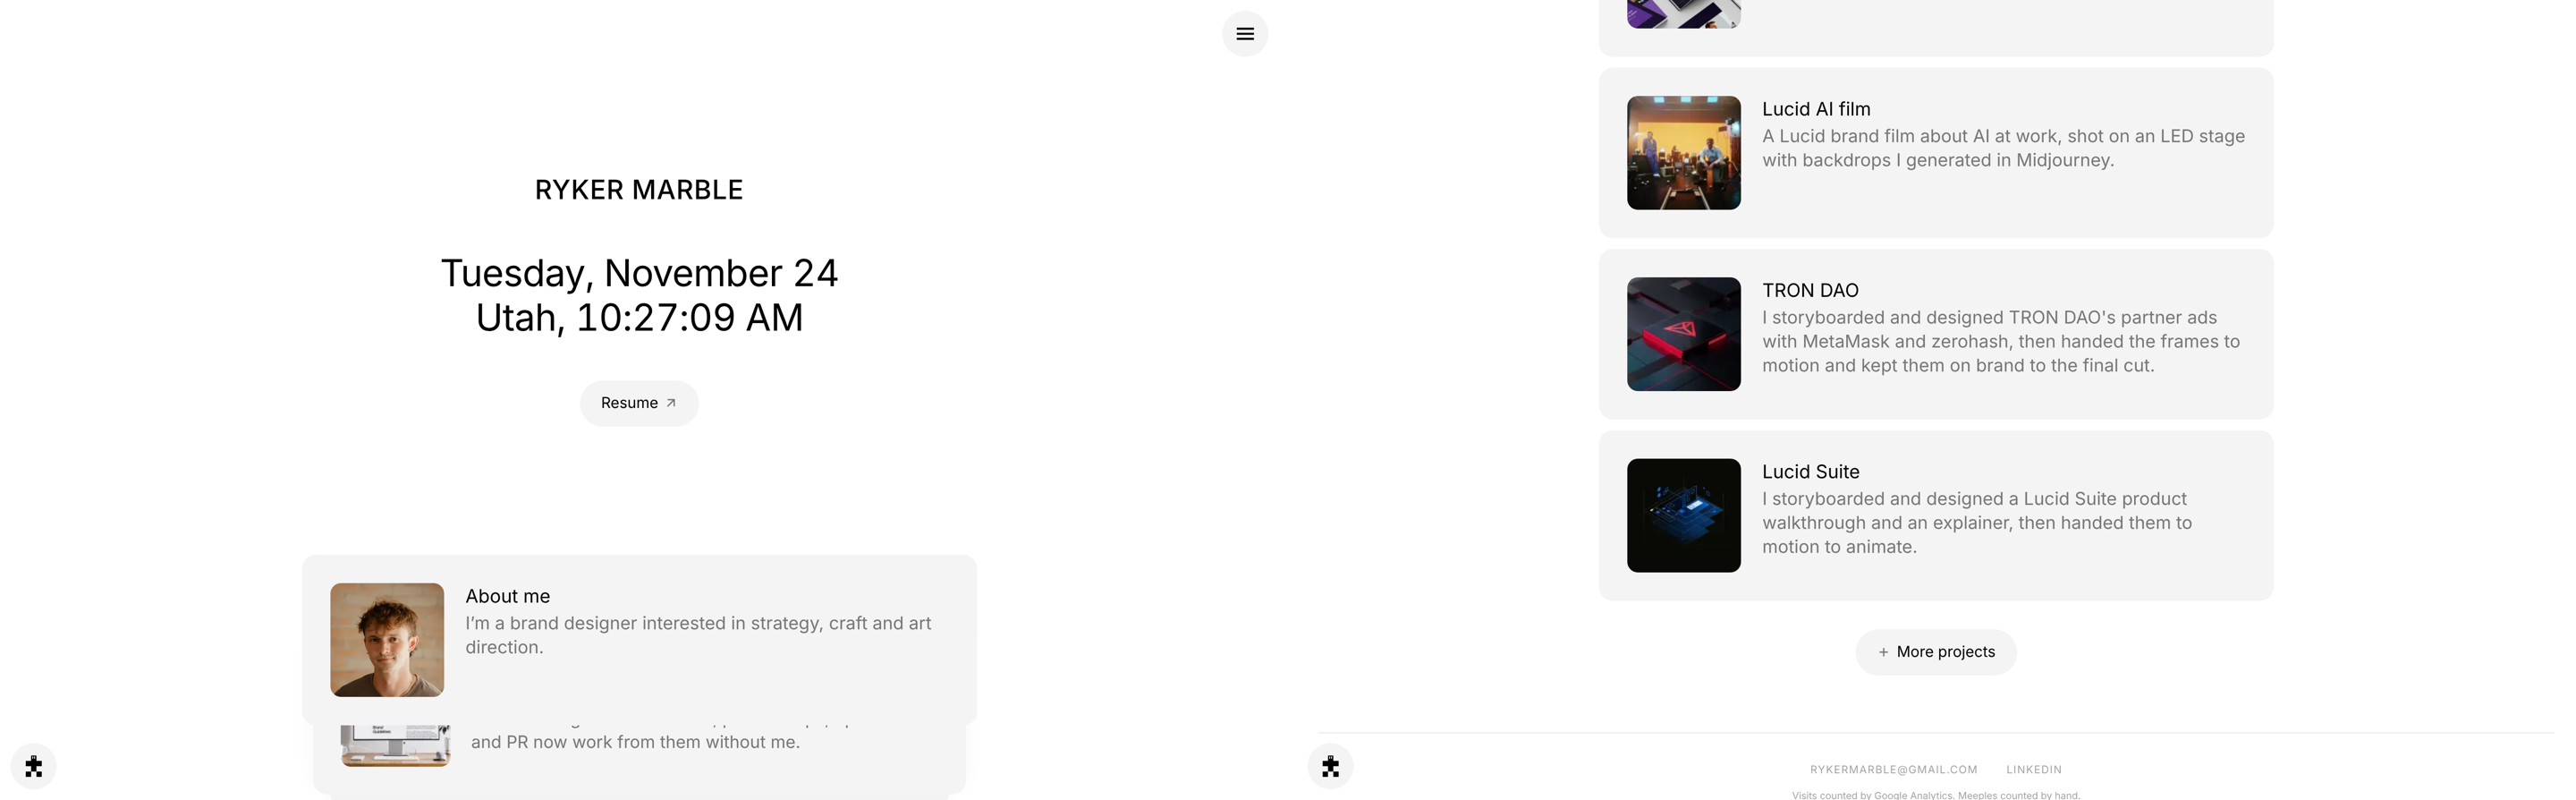 RYKER MARBLE
Tuesday, November 24
Utah, 10:27:09 AM
Resume
About me
I’m a brand designer interested in strategy, craft and art
direction.
and PR now work from them without me.
Lucid AI film
A Lucid brand film about AI at work, shot on an LED stage
with backdrops I generated in Midjourney.
TRON DAO
I storyboarded and designed TRON DAO's partner ads
with MetaMask and zerohash, then handed the frames to
motion and kept them on brand to the final cut.
Lucid Suite
I storyboarded and designed a Lucid Suite product
walkthrough and an explainer, then handed them to
motion to animate.
+ More projects
RYKERMARBLE@GMAIL.COM LINKEDIN
Visits counted by Google Analytics. Meeples counted by hand.